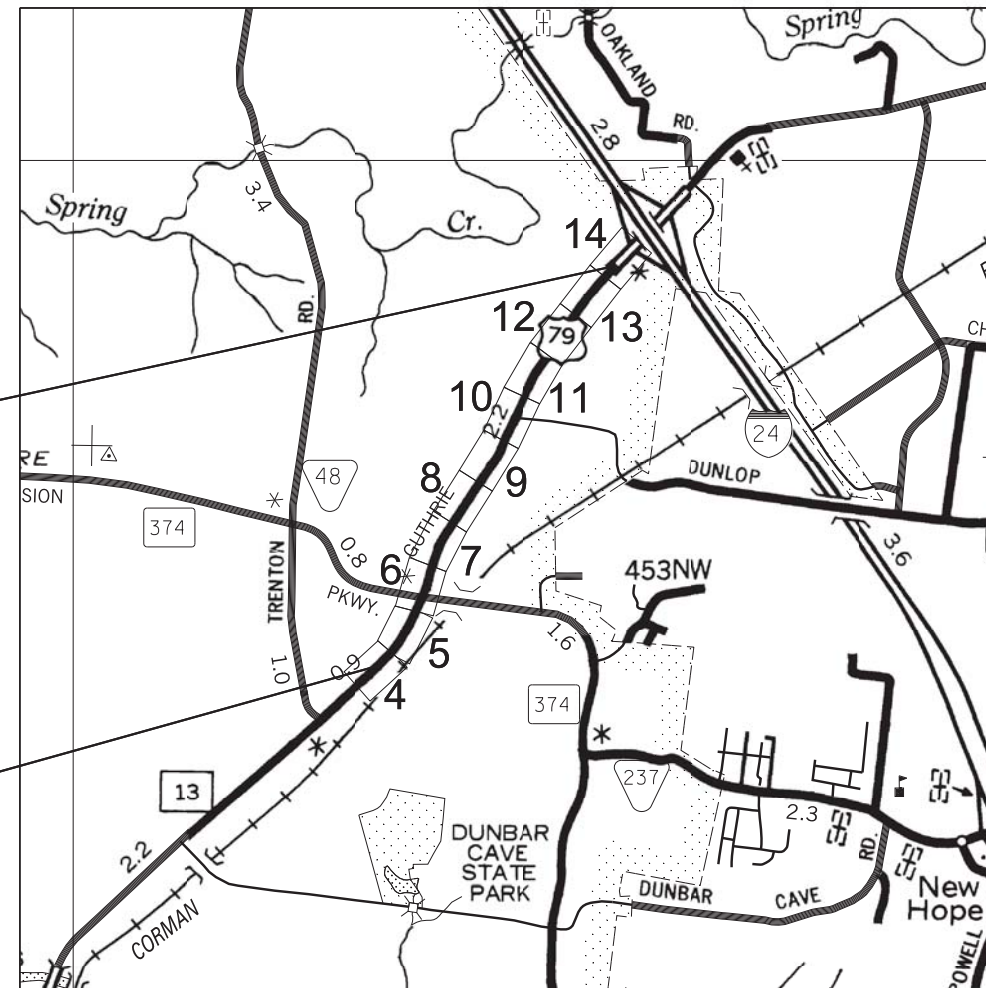 Spring
OAKLAND
RD.
2.8
3.4
Spring
Cr.
14
RD.
12
13
79
10
11
2.2
24
RE
SION
48
8
9
DUNLOP
374
GUTHRIE
0.8
6
7
3.6
453NW
PKWY.
TRENTON
1.6
5
0.9
1.0
4
374
13
237
2.3
2.2
DUNBAR
CAVE
STATE
PARK
RD.
DUNBAR
CAVE
New
Hope
CORMAN
POWELL